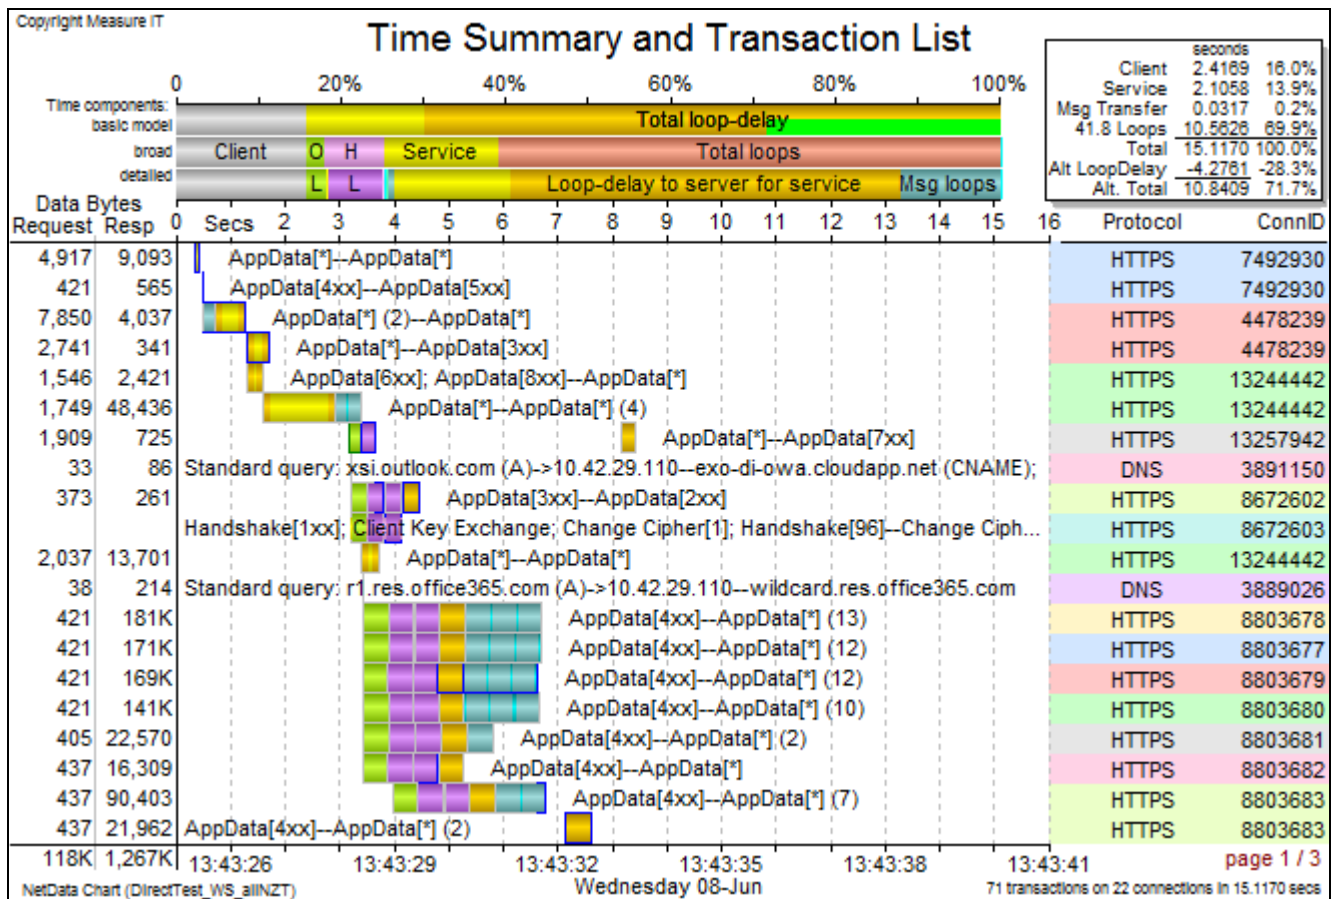 Copyright Measure IT
Time Summary and Transaction List
seconds
Client 2.4169 16.0%
Service 2.1058 13.9%
Msg Transfer 0.0317 0.2%
41.8 Loops 10.5626 69.9%
Total 15.1170 100.0%
Alt LoopDelay -4.2761 -28.3%
Alt. Total 10.8409 71.7%
0 20% 40% 60% 80% 100%
Time components:
basic model Total loop-delay
broad Client O H Service Total loops
detailed L L Loop-delay to server for service Msg loops
Data Bytes
Request Resp 0 Secs 2 3 4 5 6 7 8 9 10 11 12 13 14 15 16 Protocol ConnID
4,917 9,093 AppData[*]--AppData[*] HTTPS 7492930
421 565 AppData[4xx]--AppData[5xx] HTTPS 7492930
7,850 4,037 AppData[*] (2)--AppData[*] HTTPS 4478239
2,741 341 AppData[*]--AppData[3xx] HTTPS 4478239
1,546 2,421 AppData[6xx]; AppData[8xx]--AppData[*] HTTPS 13244442
1,749 48,436 AppData[*]--AppData[*] (4) HTTPS 13244442
1,909 725 AppData[*]--AppData[7xx] HTTPS 13257942
33 86 Standard query: xsi.outlook.com (A)->10.42.29.110--exo-di-owa.cloudapp.net (CNAME); DNS 3891150
373 261 AppData[3xx]--AppData[2xx] HTTPS 8672602
Handshake[1xx]; Client Key Exchange; Change Cipher[1]; Handshake[96]--Change Ciph... HTTPS 8672603
2,037 13,701 AppData[*]--AppData[*] HTTPS 13244442
38 214 Standard query: r1.res.office365.com (A)->10.42.29.110--wildcard.res.office365.com DNS 3889026
421 181K AppData[4xx]--AppData[*] (13) HTTPS 8803678
421 171K AppData[4xx]--AppData[*] (12) HTTPS 8803677
421 169K AppData[4xx]--AppData[*] (12) HTTPS 8803679
421 141K AppData[4xx]--AppData[*] (10) HTTPS 8803680
405 22,570 AppData[4xx]--AppData[*] (2) HTTPS 8803681
437 16,309 AppData[4xx]--AppData[*] HTTPS 8803682
437 90,403 AppData[4xx]--AppData[*] (7) HTTPS 8803683
437 21,962 AppData[4xx]--AppData[*] (2) HTTPS 8803683
118K 1,267K 13:43:26 13:43:29 13:43:32 13:43:35 13:43:38 13:43:41 page 1 / 3
NetData Chart (DirectTest_WS_allNZT) Wednesday 08-Jun 71 transactions on 22 connections in 15.1170 secs